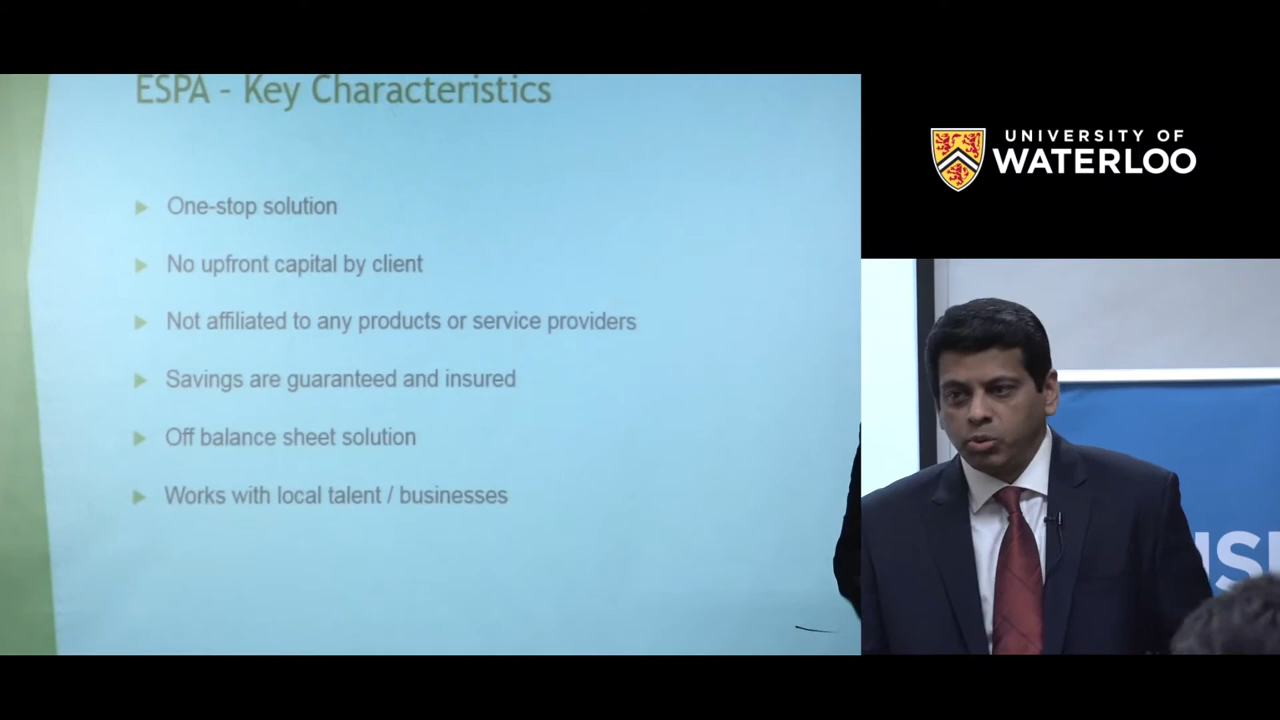 ESPA - Key Characteristics
One-stop solution
No upfront capital by client
Not affiliated to any products or service providers
Savings are guaranteed and insured
Off balance sheet solution
Works with local talent / businesses
UNIVERSITY OF
WATERLOO